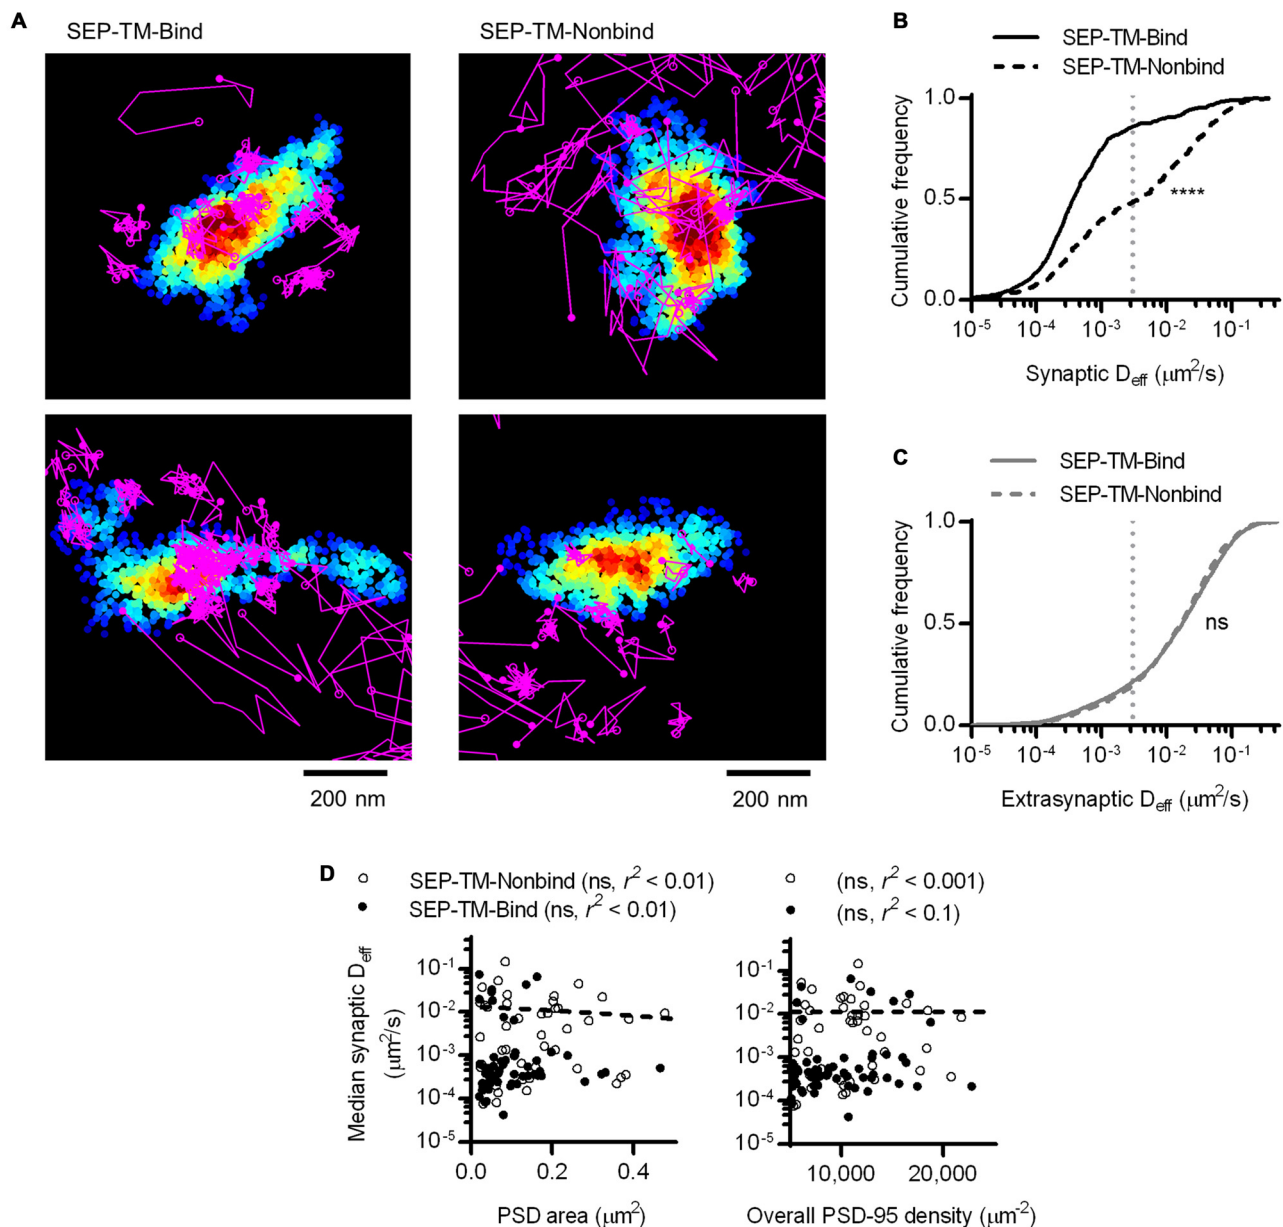 A
SEP-TM-Bind
SEP-TM-Nonbind
200 nm
200 nm
B
SEP-TM-Bind
SEP-TM-Nonbind
Cumulative frequency
1.0
0.5
0.0
****
10⁻⁵ 10⁻⁴ 10⁻³ 10⁻² 10⁻¹
Synaptic D_eff (μm²/s)
C
SEP-TM-Bind
SEP-TM-Nonbind
Cumulative frequency
1.0
0.5
0.0
ns
10⁻⁵ 10⁻⁴ 10⁻³ 10⁻² 10⁻¹
Extrasynaptic D_eff (μm²/s)
D
SEP-TM-Nonbind (ns, r² < 0.01)
SEP-TM-Bind (ns, r² < 0.01)
Median synaptic D_eff
(μm²/s)
10⁻¹
10⁻²
10⁻³
10⁻⁴
10⁻⁵
0.0 0.2 0.4
PSD area (μm²)
(ns, r² < 0.001)
(ns, r² < 0.1)
10⁻¹
10⁻²
10⁻³
10⁻⁴
10⁻⁵
10,000 20,000
Overall PSD-95 density (μm⁻²)